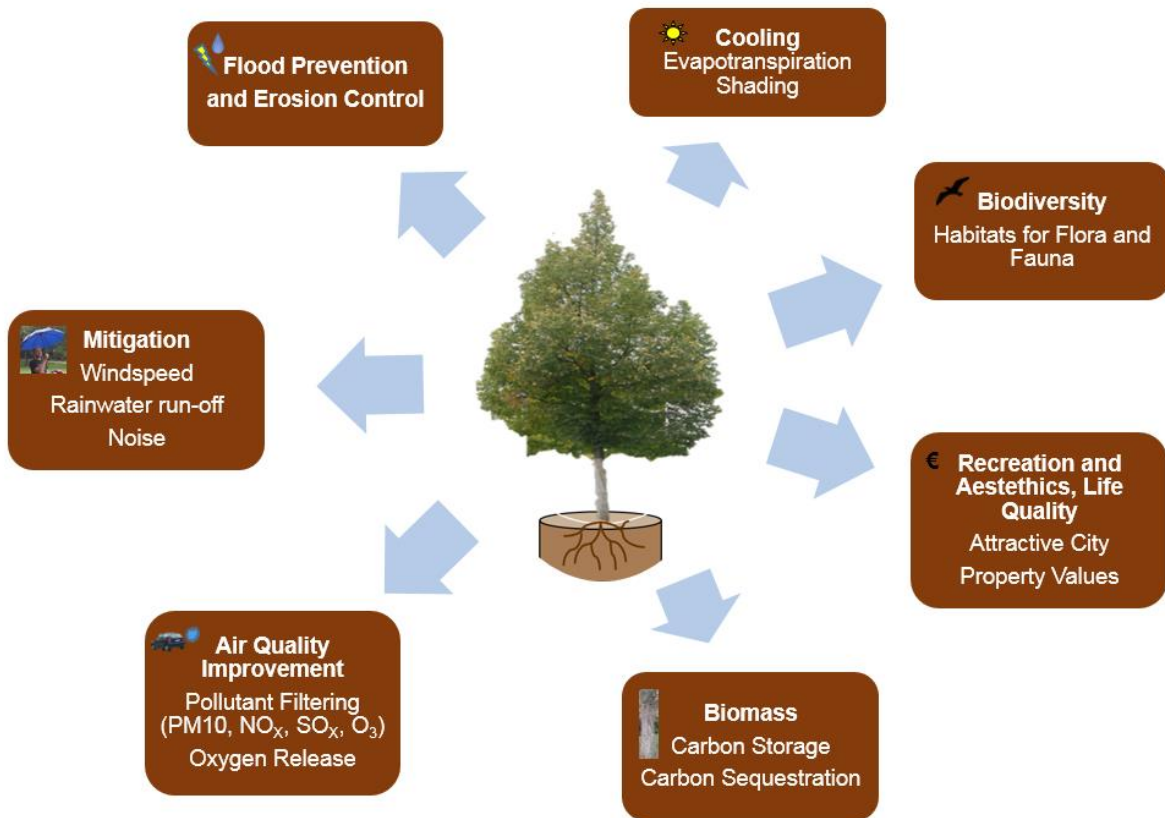 Flood Prevention
and Erosion Control
Cooling
Evapotranspiration
Shading
Biodiversity
Habitats for Flora and
Fauna
Mitigation
Windspeed
Rainwater run-off
Noise
€ Recreation and
Aestethics, Life
Quality
Attractive City
Property Values
Air Quality
Improvement
Pollutant Filtering
(PM10, NOX, SOX, O3)
Oxygen Release
Biomass
Carbon Storage
Carbon Sequestration